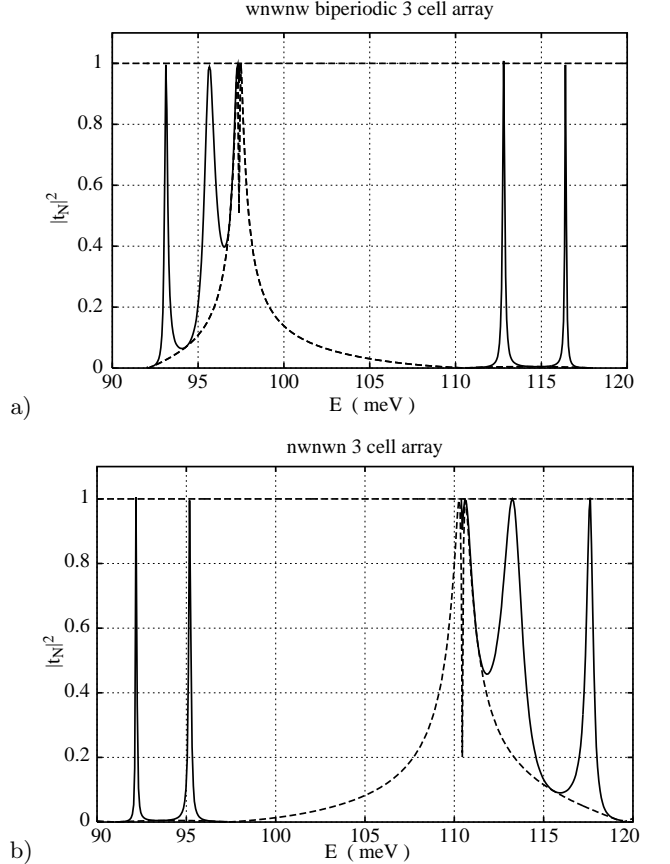 wnwnw biperiodic 3 cell array
1
0.8
0.6
0.4
0.2
0
|t_N|^2
90 95 100 105 110 115 120
E ( meV )
a)
nwnwn 3 cell array
1
0.8
0.6
0.4
0.2
0
|t_N|^2
90 95 100 105 110 115 120
E ( meV )
b)